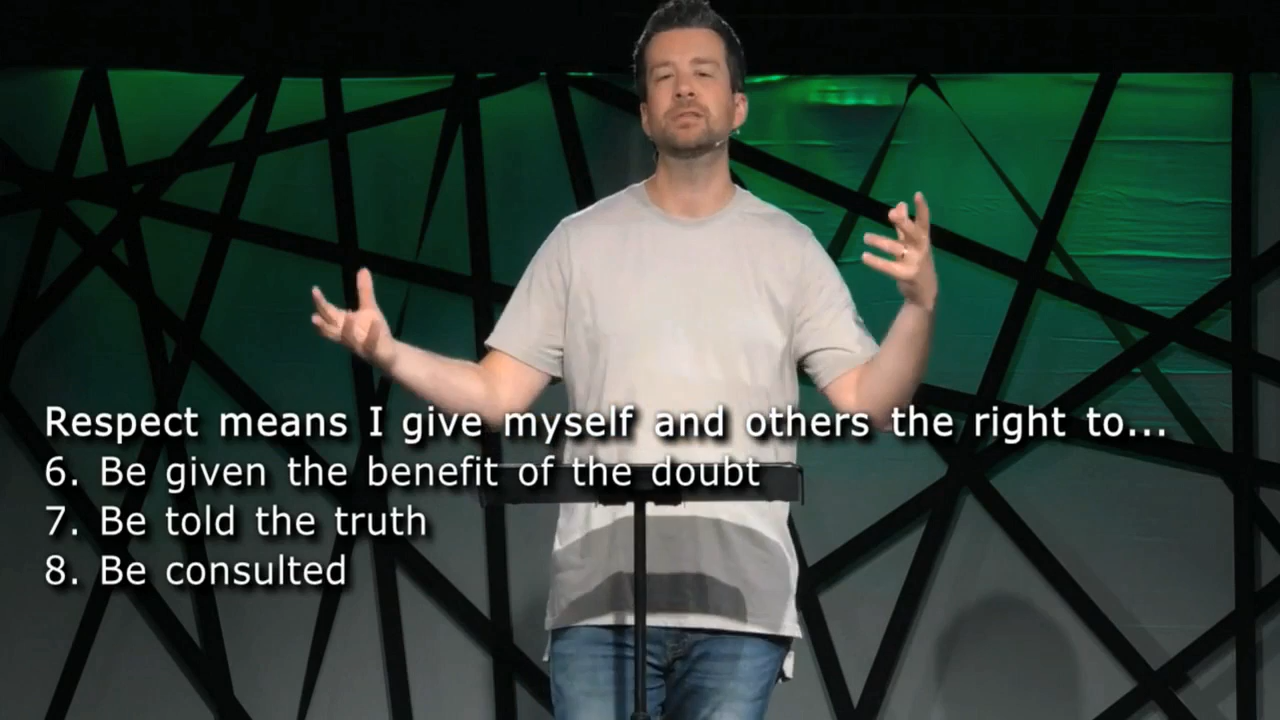 Respect means I give myself and others the right to...
6. Be given the benefit of the doubt
7. Be told the truth
8. Be consulted